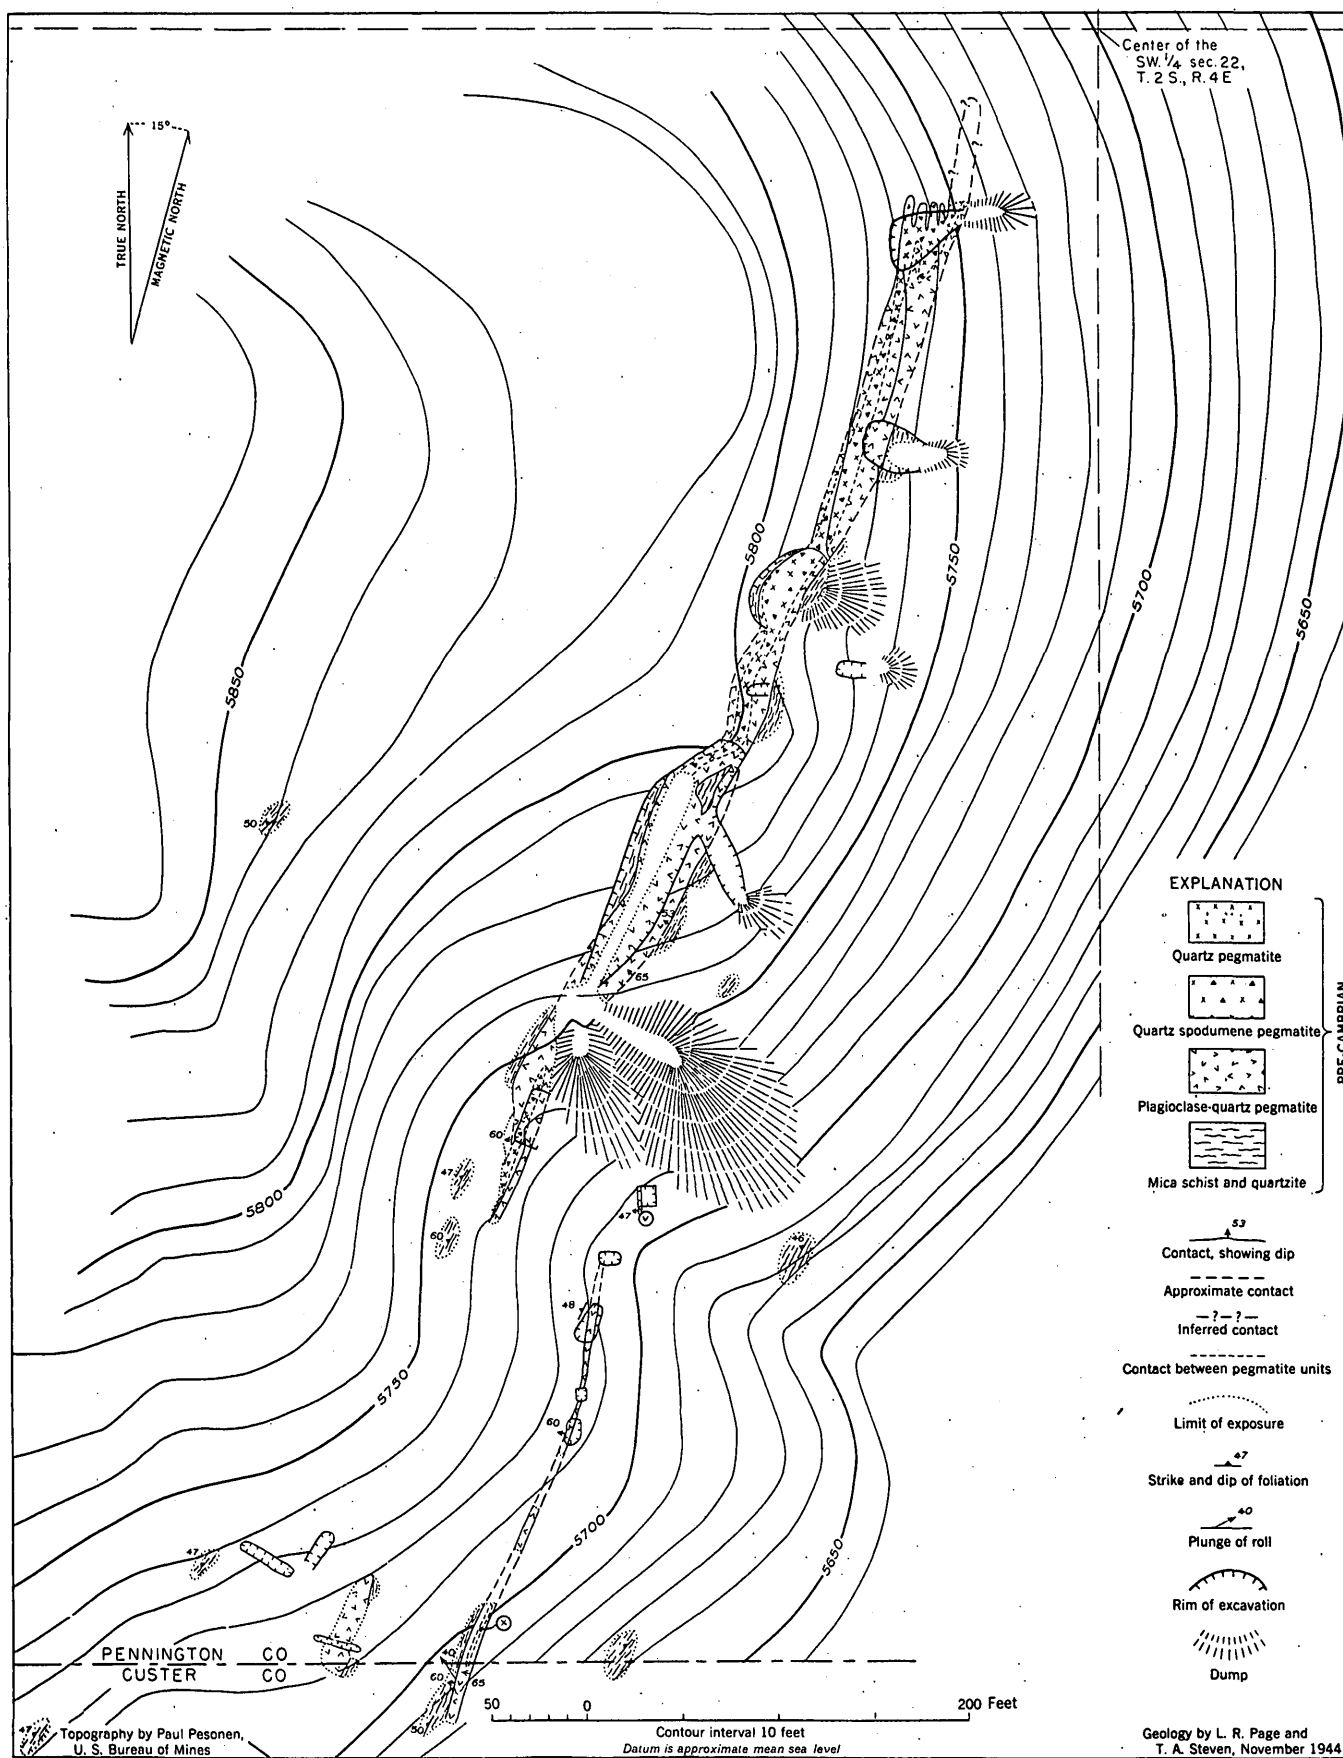 Center of the
SW. 1/4 sec. 22,
T. 2 S., R. 4 E
15°
TRUE NORTH
MAGNETIC NORTH
?
?
?
5800
5750
5700
5650
5850
50
53
65
EXPLANATION
Quartz pegmatite
Quartz spodumene pegmatite
Plagioclase-quartz pegmatite
Mica schist and quartzite
PRE-CAMBRIAN
60
47
60
5800
47
48
5750
60
53
Contact, showing dip
Approximate contact
—?—?—
Inferred contact
Contact between pegmatite units
Limit of exposure
47
Strike and dip of foliation
40
Plunge of roll
Rim of excavation
Dump
5700
5650
47
PENNINGTON CO
CUSTER CO
60
65
50
47
50 0 200 Feet
Contour interval 10 feet
Datum is approximate mean sea level
Topography by Paul Pesonen,
U. S. Bureau of Mines
Geology by L. R. Page and
T. A. Steven, November 1944